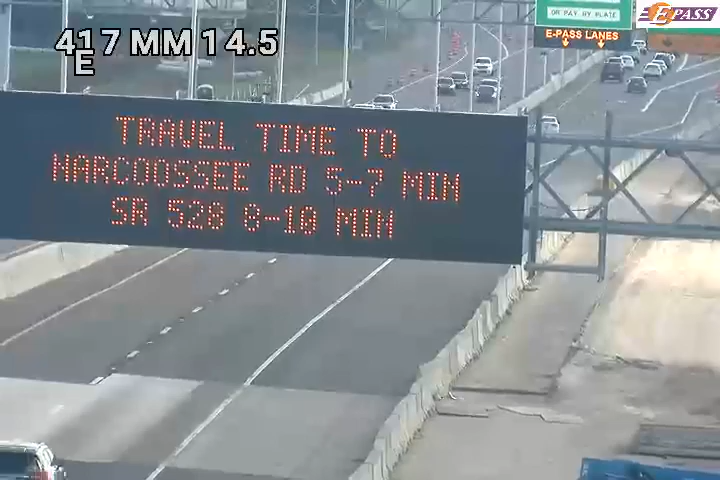 417 MM 14.5
E
OR PAY BY PLATE
E-PASS LANES
E-PASS
TRAVEL TIME TO
NARCOOSSEE RD 5-7 MIN
SR 528 8-10 MIN